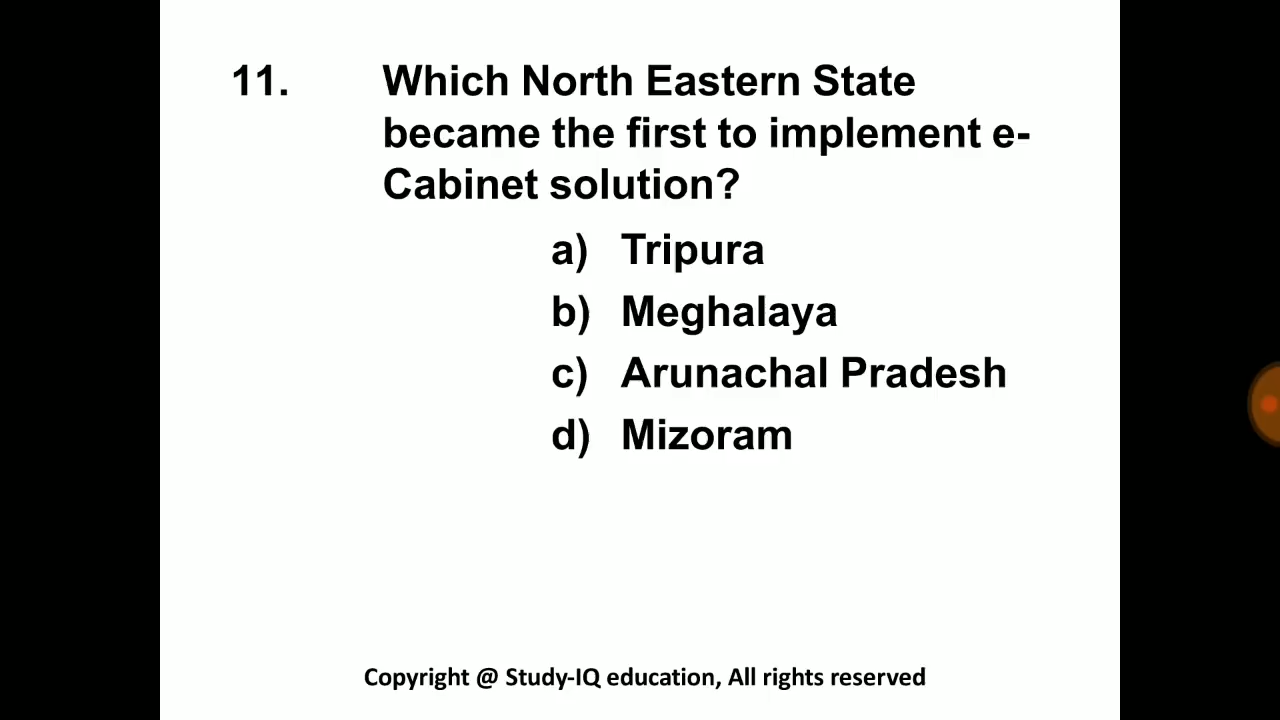 11. Which North Eastern State
became the first to implement e-
Cabinet solution?
a) Tripura
b) Meghalaya
c) Arunachal Pradesh
d) Mizoram
Copyright @ Study-IQ education, All rights reserved